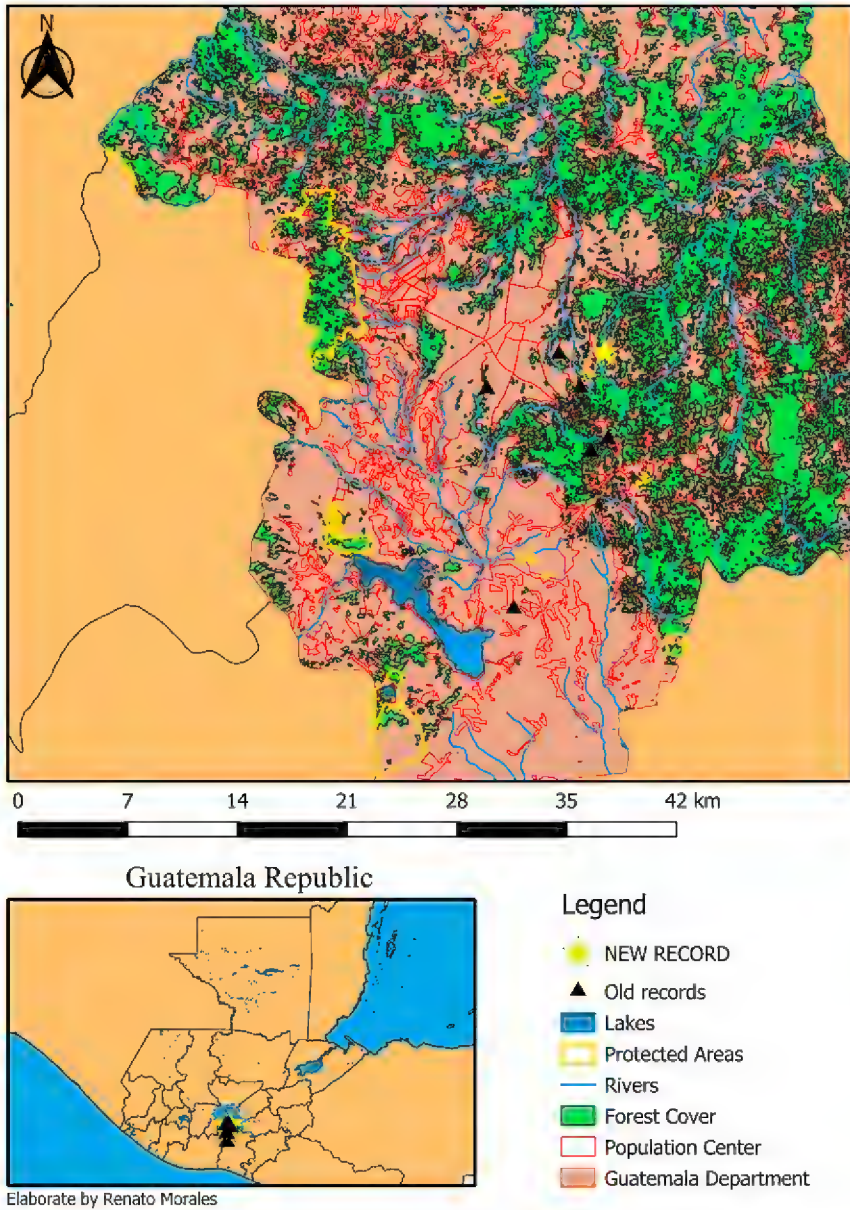 N
0 7 14 21 28 35 42 km
Guatemala Republic
Legend
NEW RECORD
Old records
Lakes
Protected Areas
Rivers
Forest Cover
Population Center
Guatemala Department
Elaborate by Renato Morales